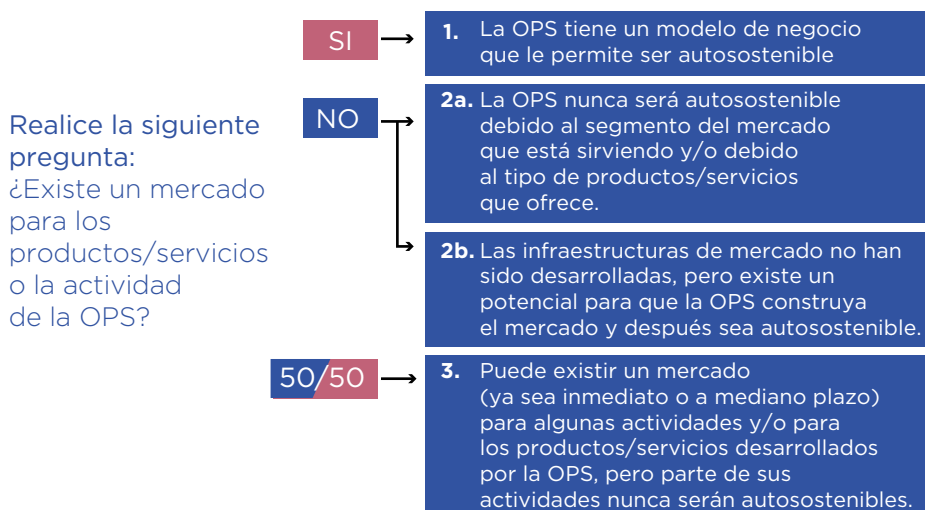 Realice la siguiente
pregunta:
¿Existe un mercado
para los
productos/servicios
o la actividad
de la OPS?
SI
1. La OPS tiene un modelo de negocio
que le permite ser autosostenible
NO
2a. La OPS nunca será autosostenible
debido al segmento del mercado
que está sirviendo y/o debido
al tipo de productos/servicios
que ofrece.
2b. Las infraestructuras de mercado no han
sido desarrolladas, pero existe un
potencial para que la OPS construya
el mercado y después sea autosostenible.
50/50
3. Puede existir un mercado
(ya sea inmediato o a mediano plazo)
para algunas actividades y/o para
los productos/servicios desarrollados
por la OPS, pero parte de sus
actividades nunca serán autosostenibles.